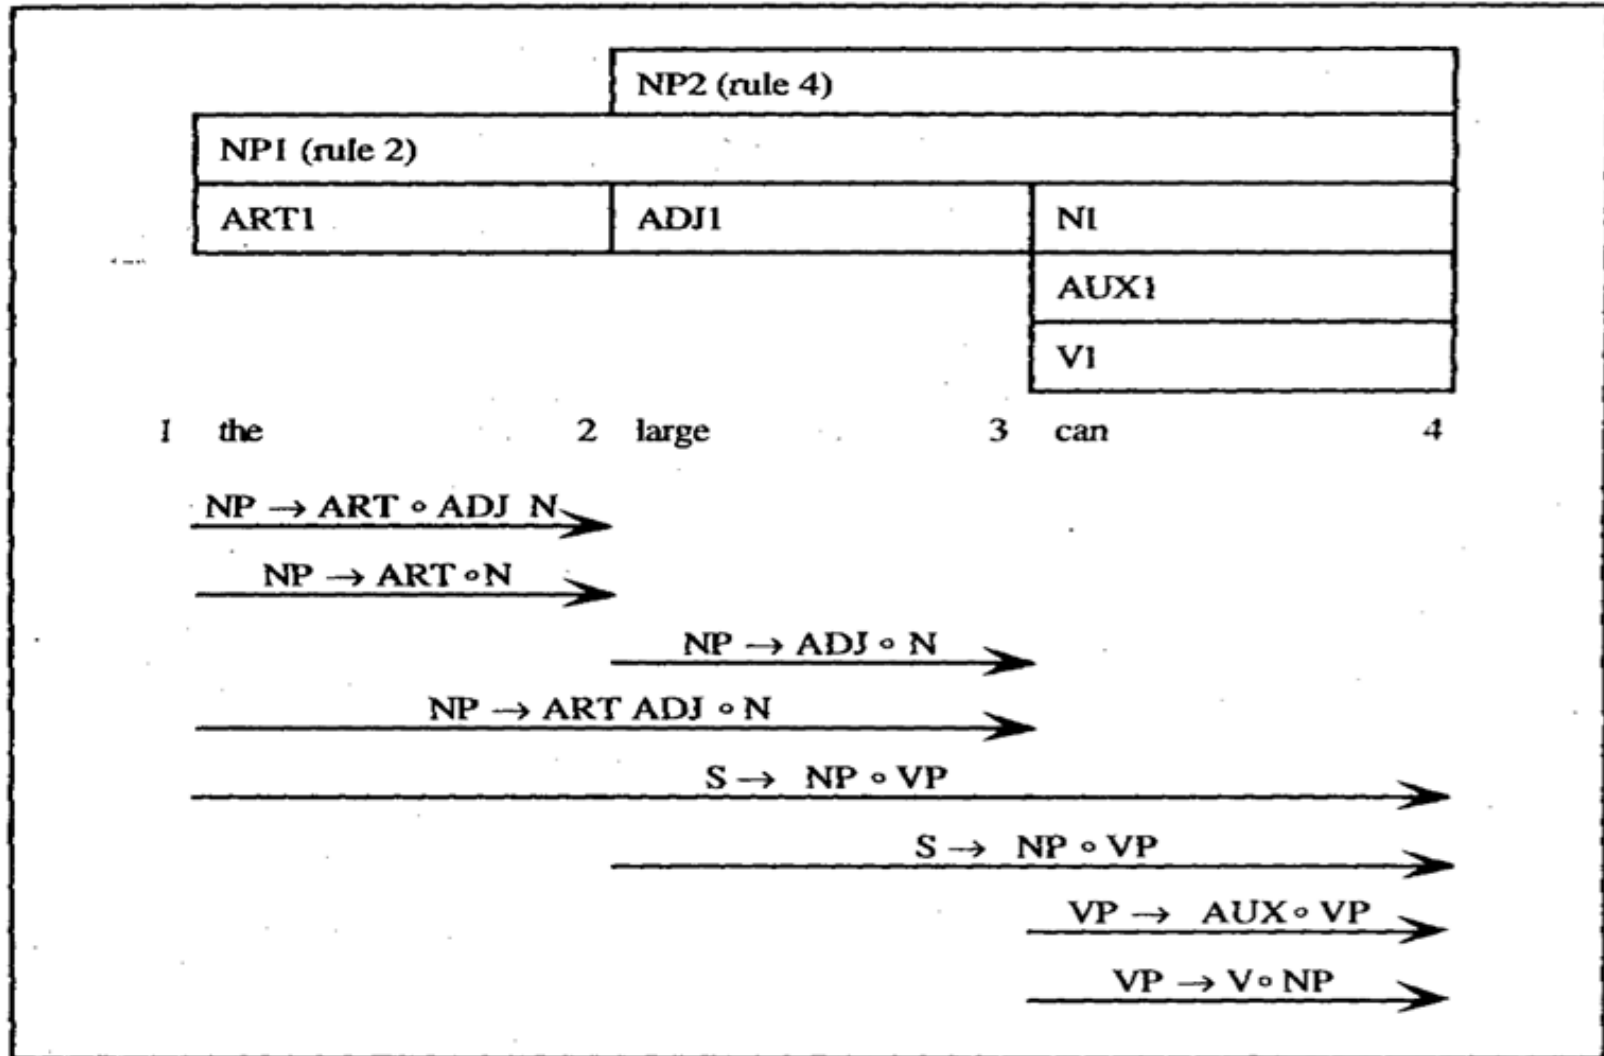 NP2 (rule 4)
NP1 (rule 2)
ART1 ADJ1 N1
AUX1
V1
1 the 2 large 3 can 4
NP → ART ∘ ADJ N
NP → ART ∘ N
NP → ADJ ∘ N
NP → ART ADJ ∘ N
S → NP ∘ VP
S → NP ∘ VP
VP → AUX ∘ VP
VP → V ∘ NP